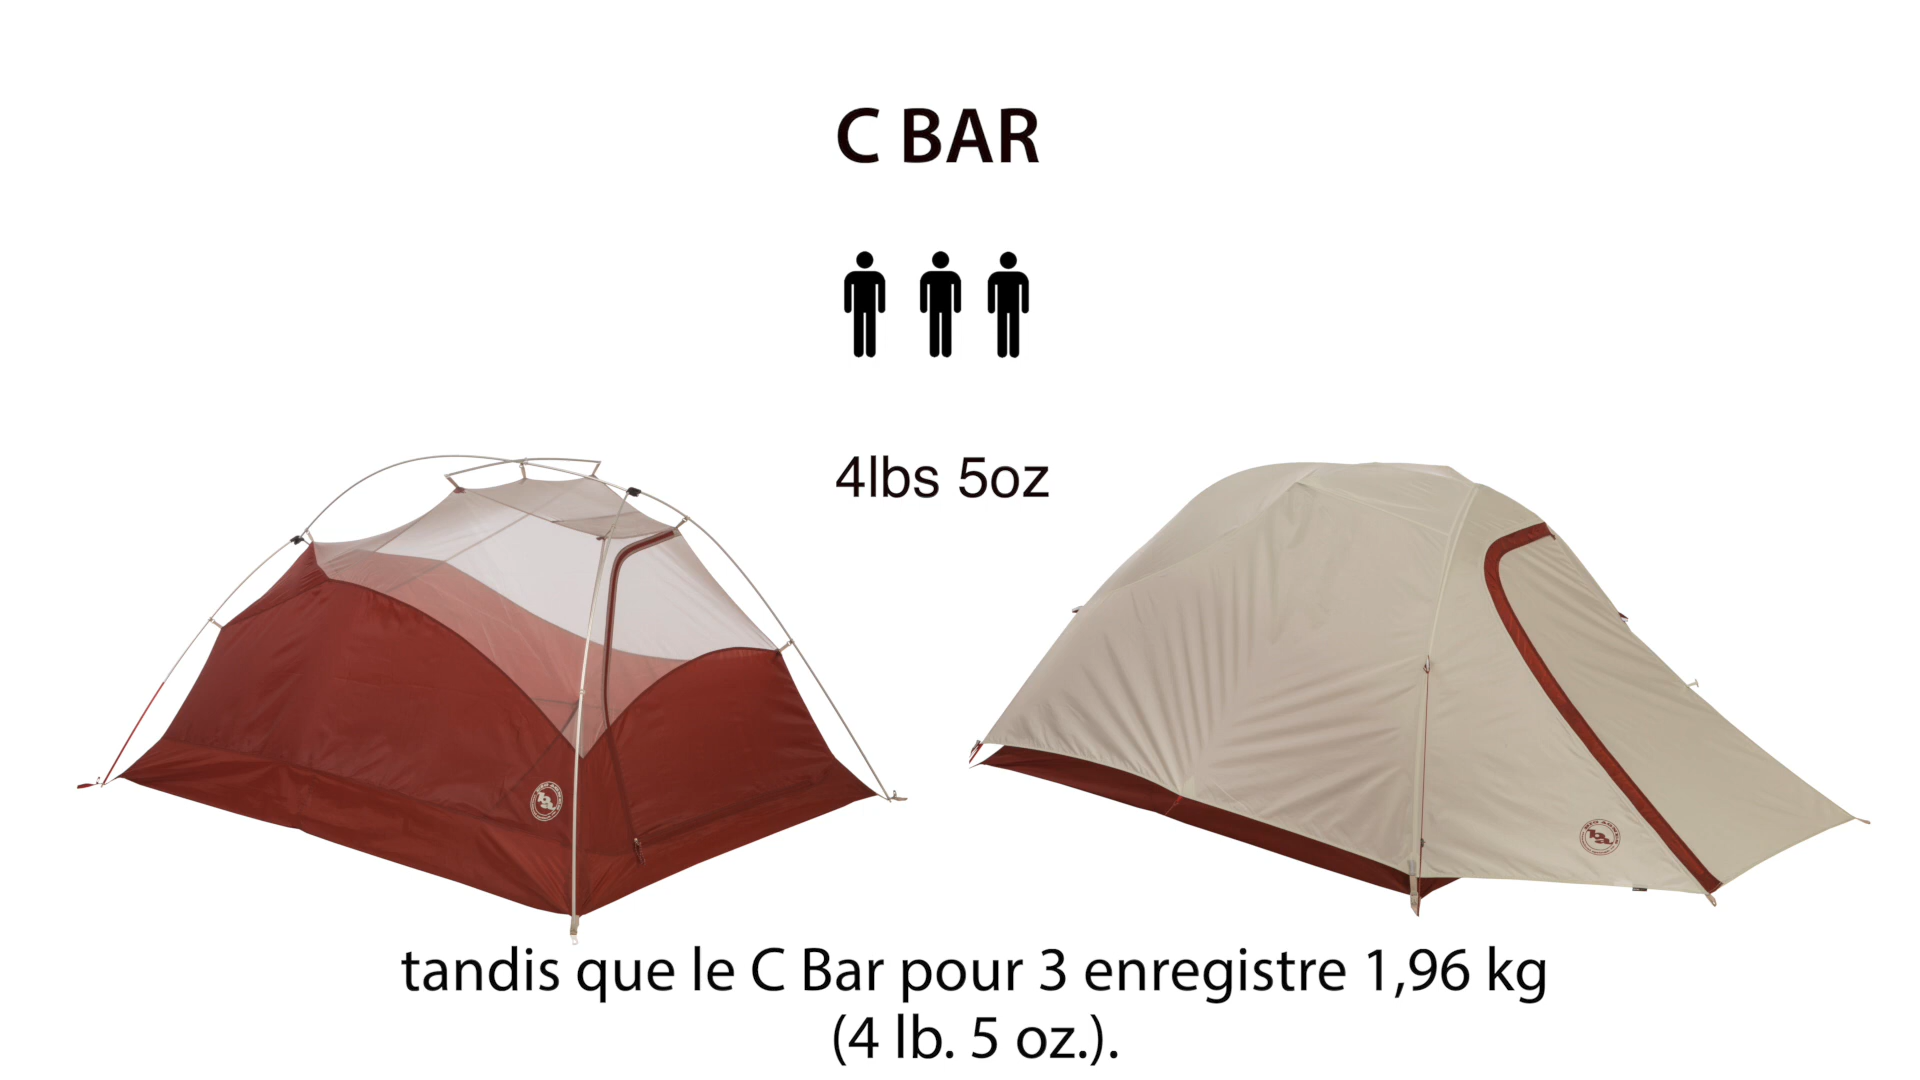 C BAR
4lbs 5oz
tandis que le C Bar pour 3 enregistre 1,96 kg
(4 lb. 5 oz.).